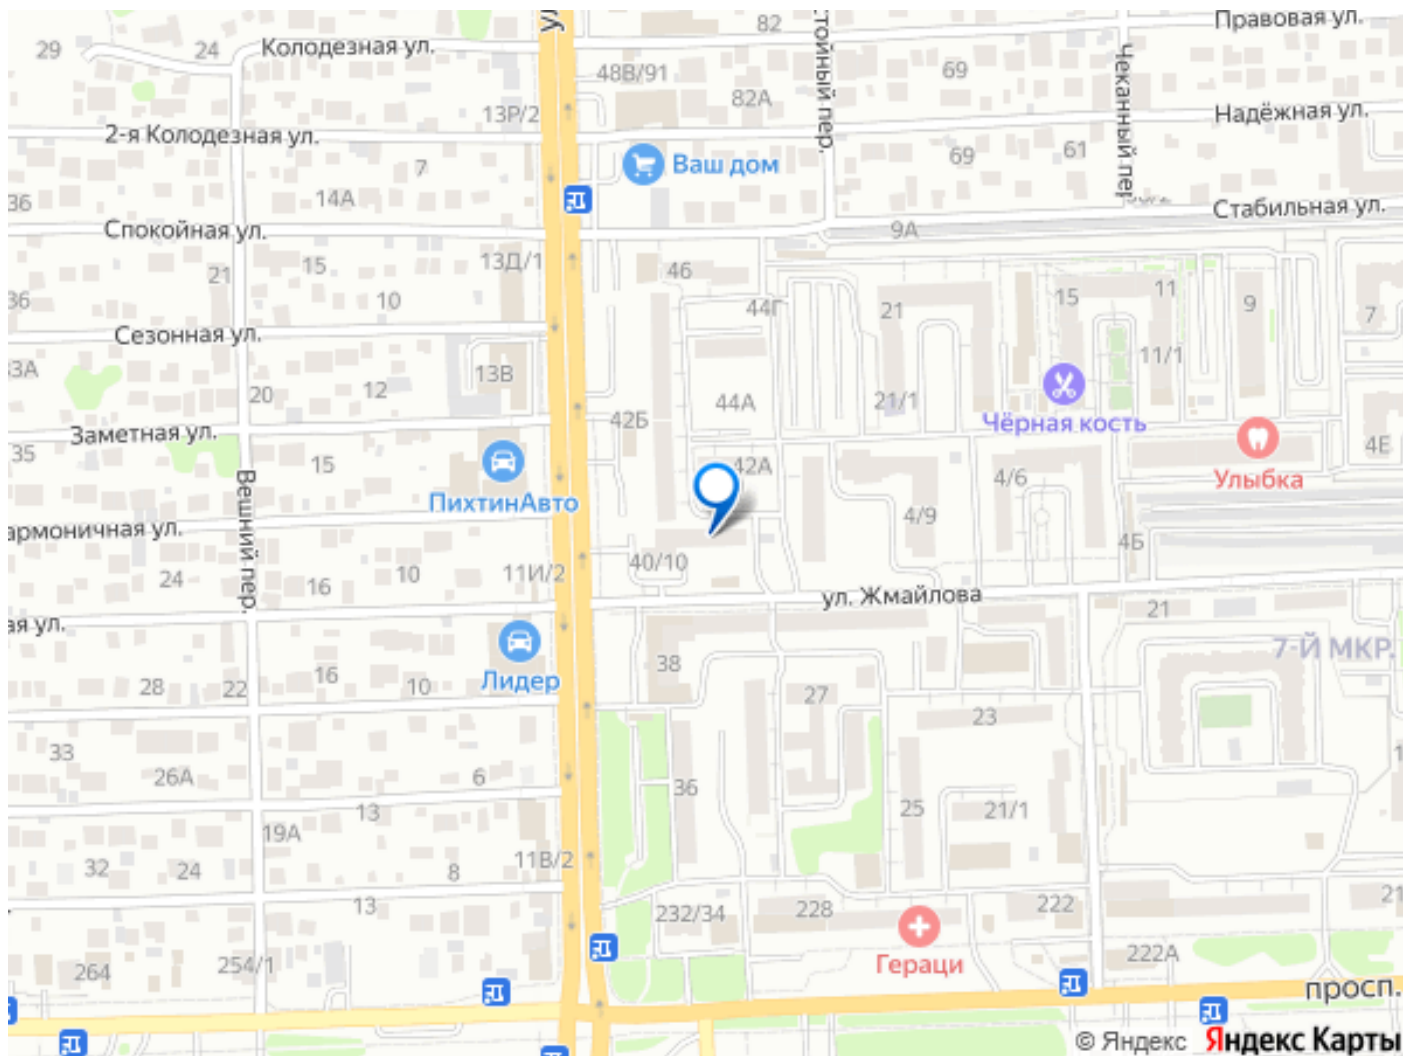 82
Правовая ул.
29
24
Колодезная ул.
ул
стойный пер.
Чеканный пер
48В/91
69
82А
13Р/2
Надёжная ул.
2-я Колодезная ул.
7
Ваш дом
69
61
14А
36
Стабильная ул.
Спокойная ул.
9А
13Д/1
21
15
46
36
10
44Г
21
15
11
9
7
Сезонная ул.
11/1
33А
13В
20
12
44А
21/1
Чёрная кость
42Б
Заметная ул.
35
15
42А
4/6
4Е
Улыбка
ПихтинАвто
Вешний пер.
4/9
армоничная ул.
4Б
40/10
24
16
10
11И/2
ул. Жмайлова
21
ая ул.
38
7-Й МКР.
28
22
16
10
Лидер
27
23
33
26А
6
36
25
21/1
13
19А
11В/2
32
24
8
13
232/34
228
222
21
Гераци
222А
264
254/1
просп.
© Яндекс Яндекс Карты